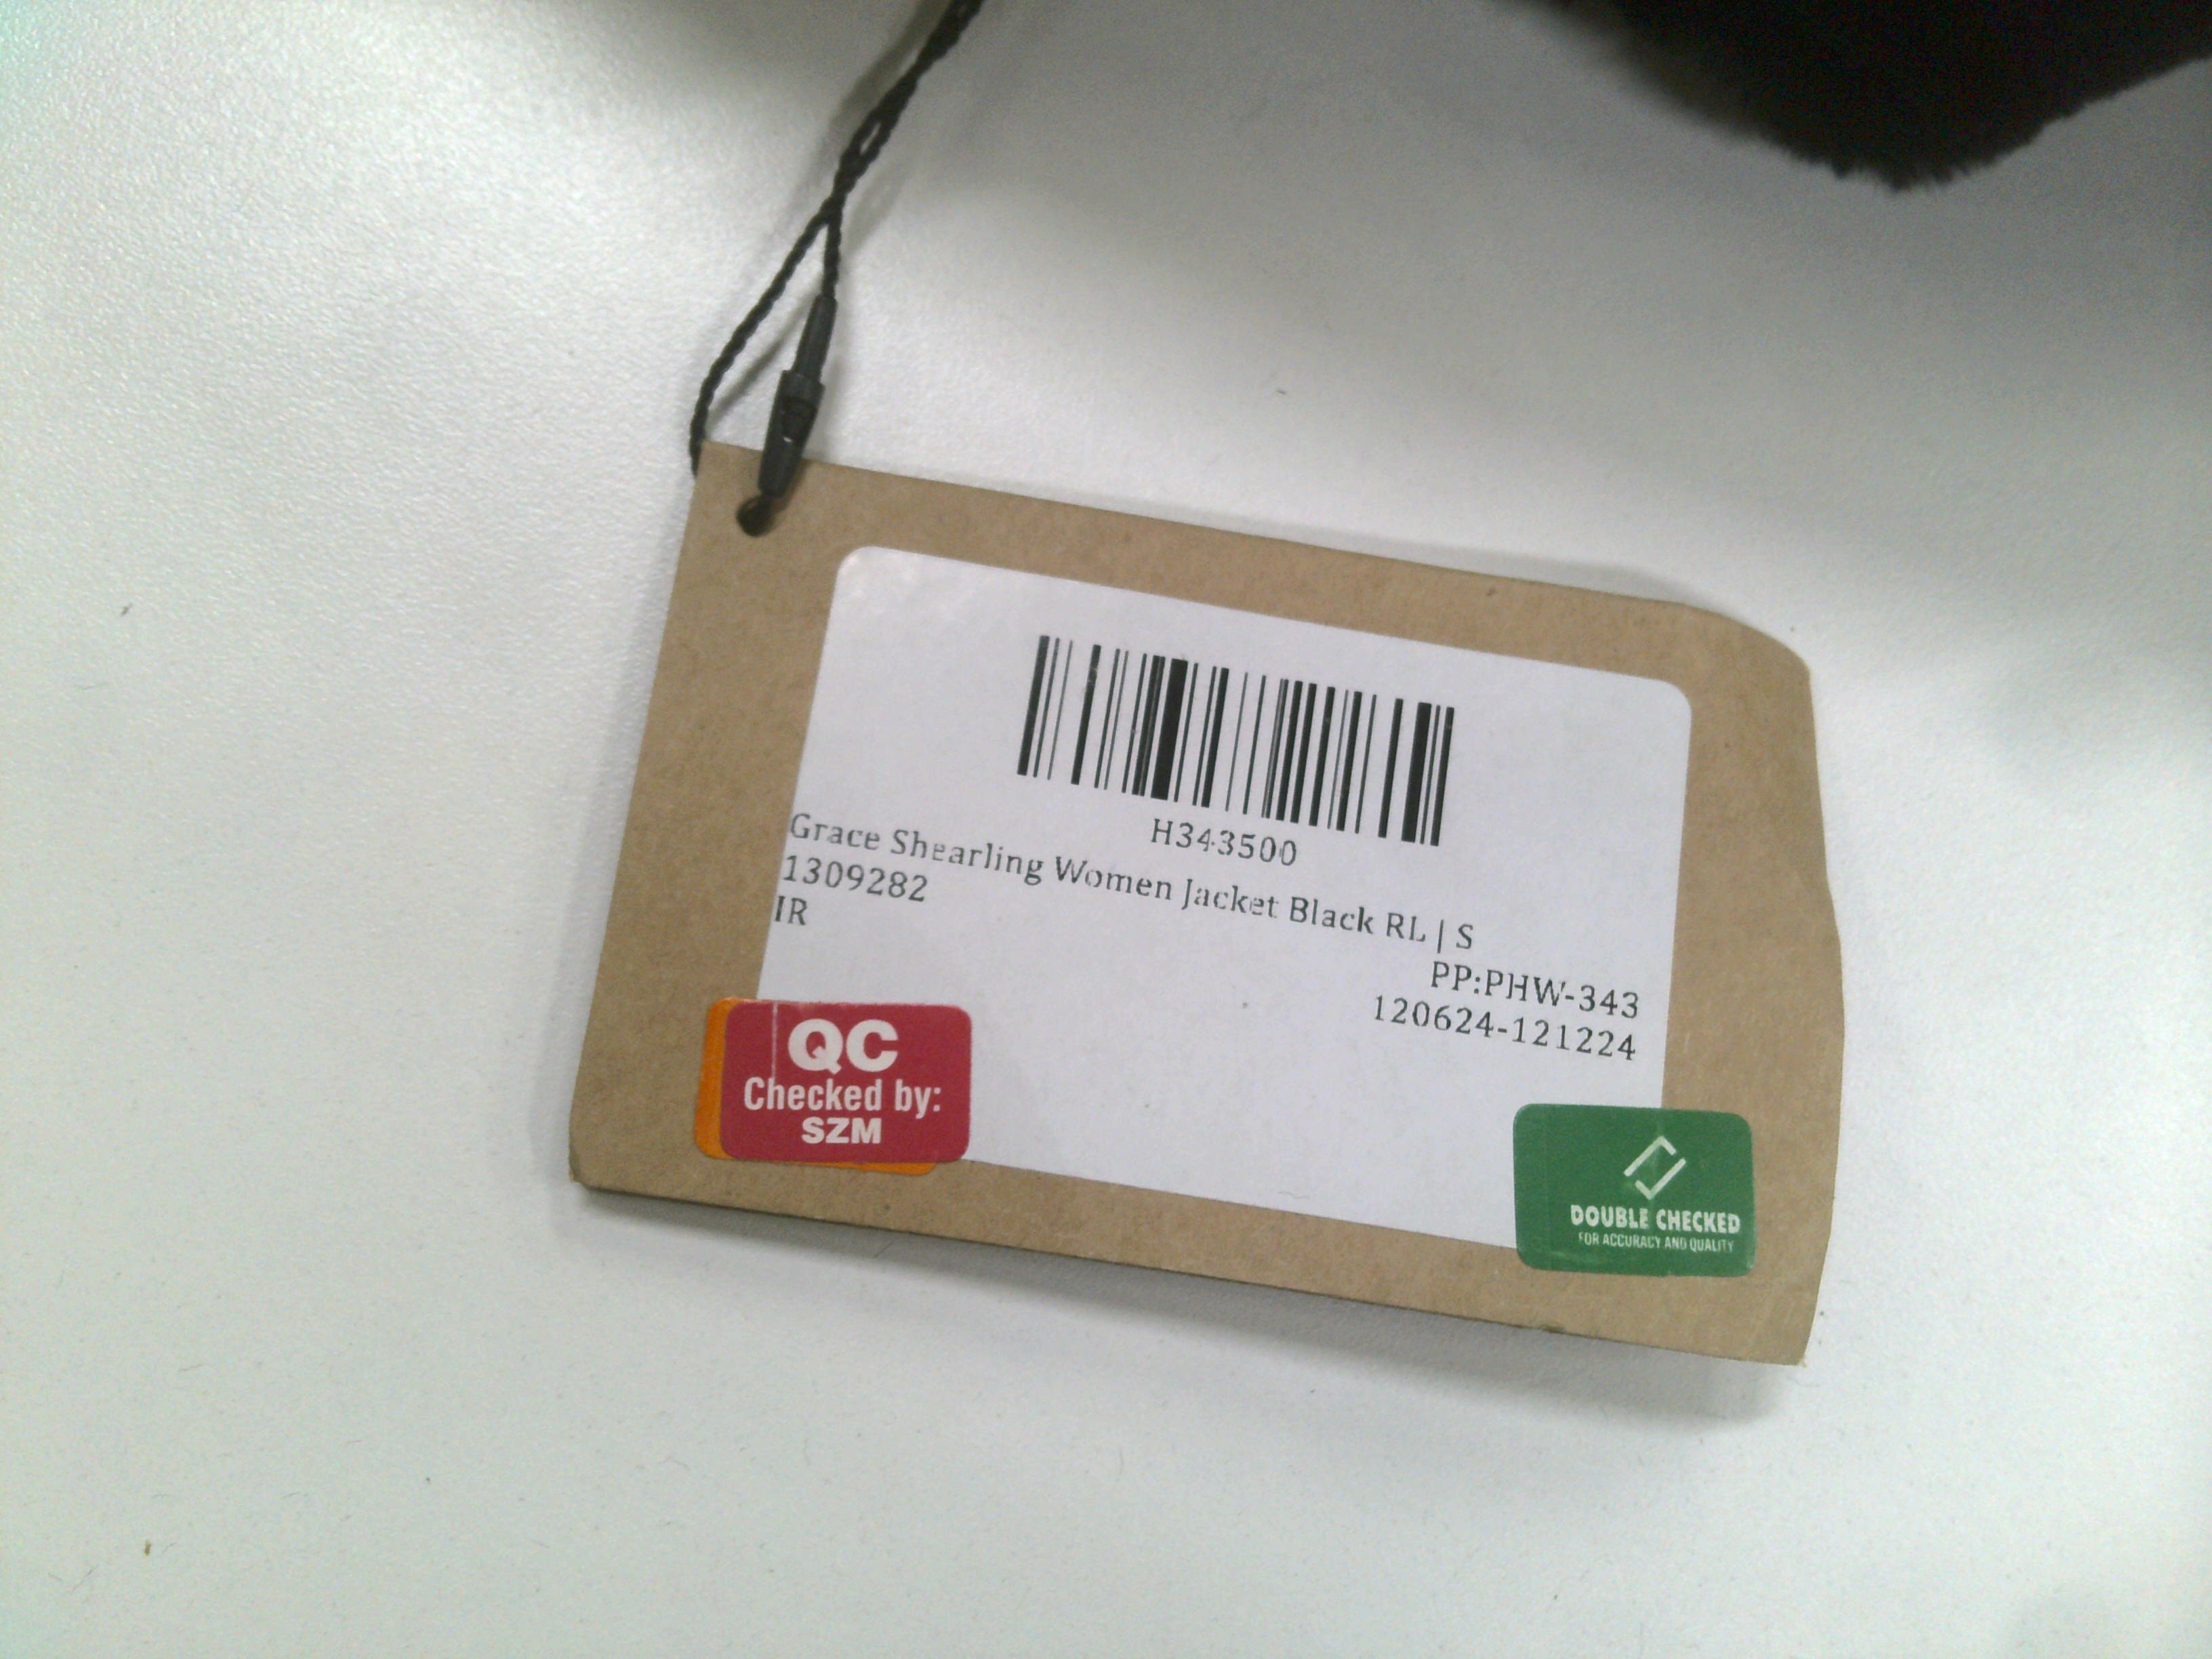 H343500
Grace Shearling Women Jacket Black RL | S
1309282
IR
PP:PHW-343
120624-121224
QC
Checked by:
SZM
DOUBLE CHECKED
FOR ACCURACY AND QUALITY